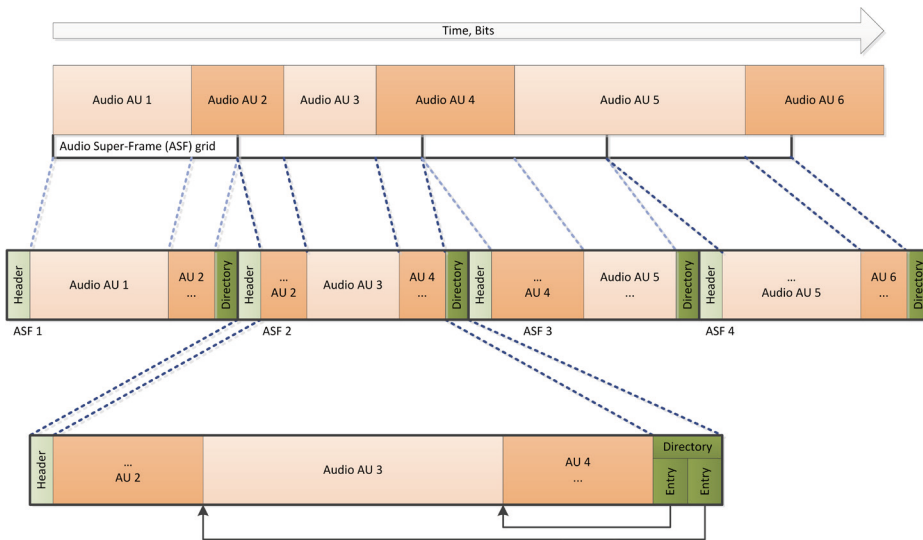 Time, Bits
Audio AU 1
Audio AU 2
Audio AU 3
Audio AU 4
Audio AU 5
Audio AU 6
Audio Super-Frame (ASF) grid
Header
Audio AU 1
AU 2
...
Directory
Header
...
AU 2
Audio AU 3
AU 4
...
Directory
Header
...
AU 4
Audio AU 5
...
Directory
Header
...
Audio AU 5
AU 6
...
Directory
ASF 1
ASF 2
ASF 3
ASF 4
Header
...
AU 2
Audio AU 3
AU 4
...
Directory
Entry
Entry